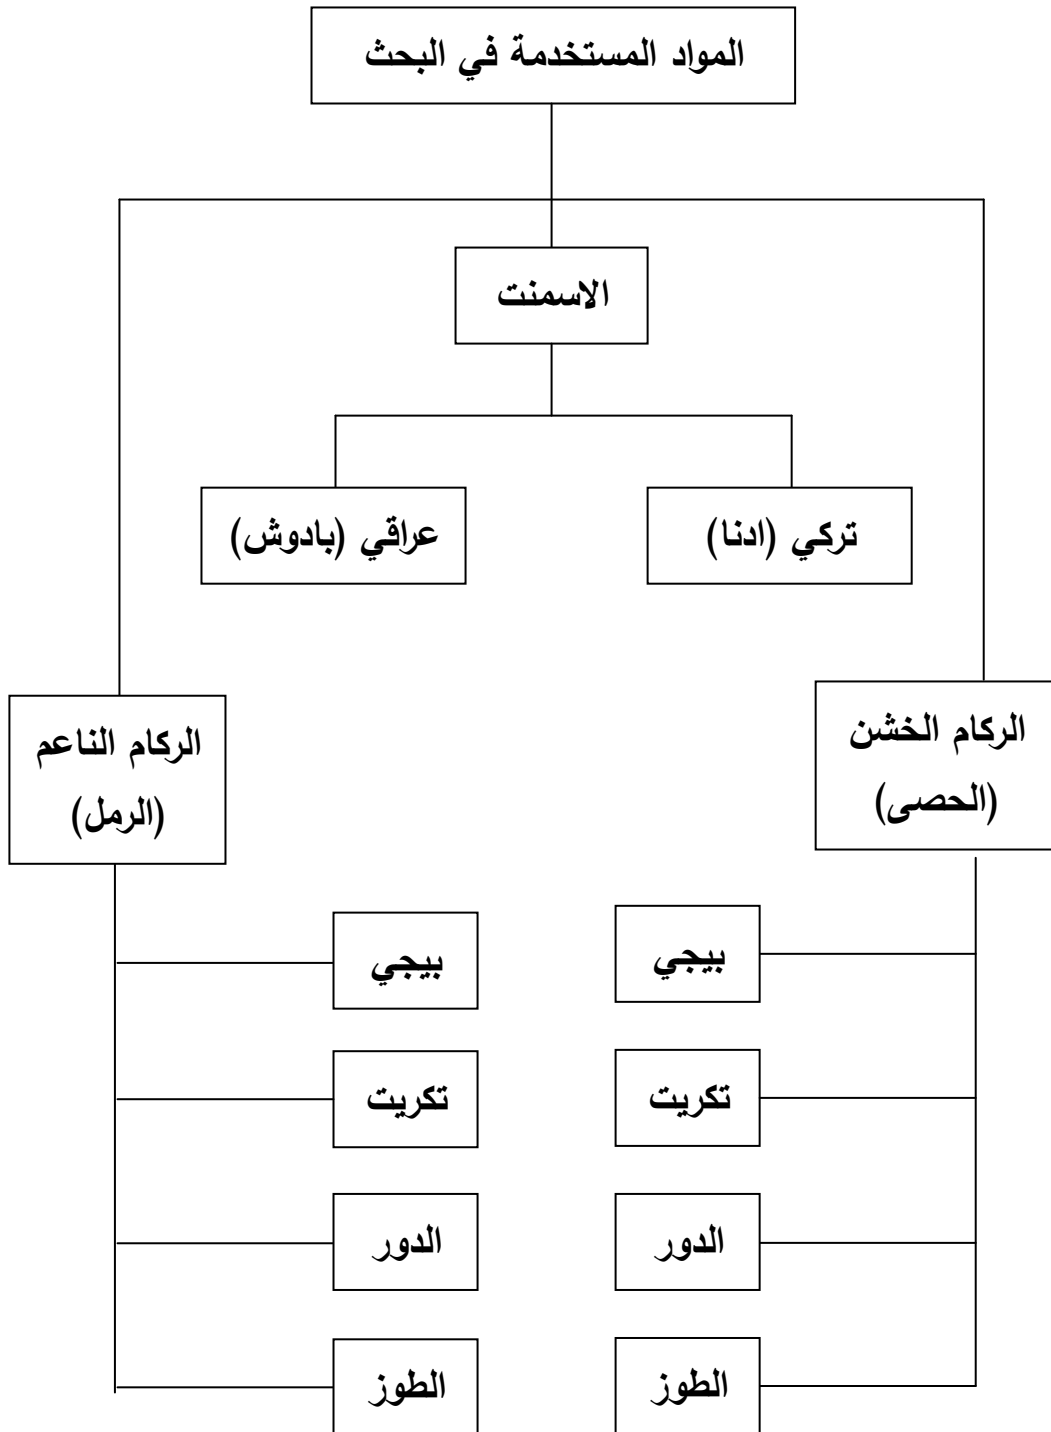 المواد المستخدمة في البحث
الاسمنت
تركي (ادنا)
عراقي (بادوش)
الركام الخشن
(الحصى)
الركام الناعم
(الرمل)
بيجي
بيجي
تكريت
تكريت
الدور
الدور
الطوز
الطوز